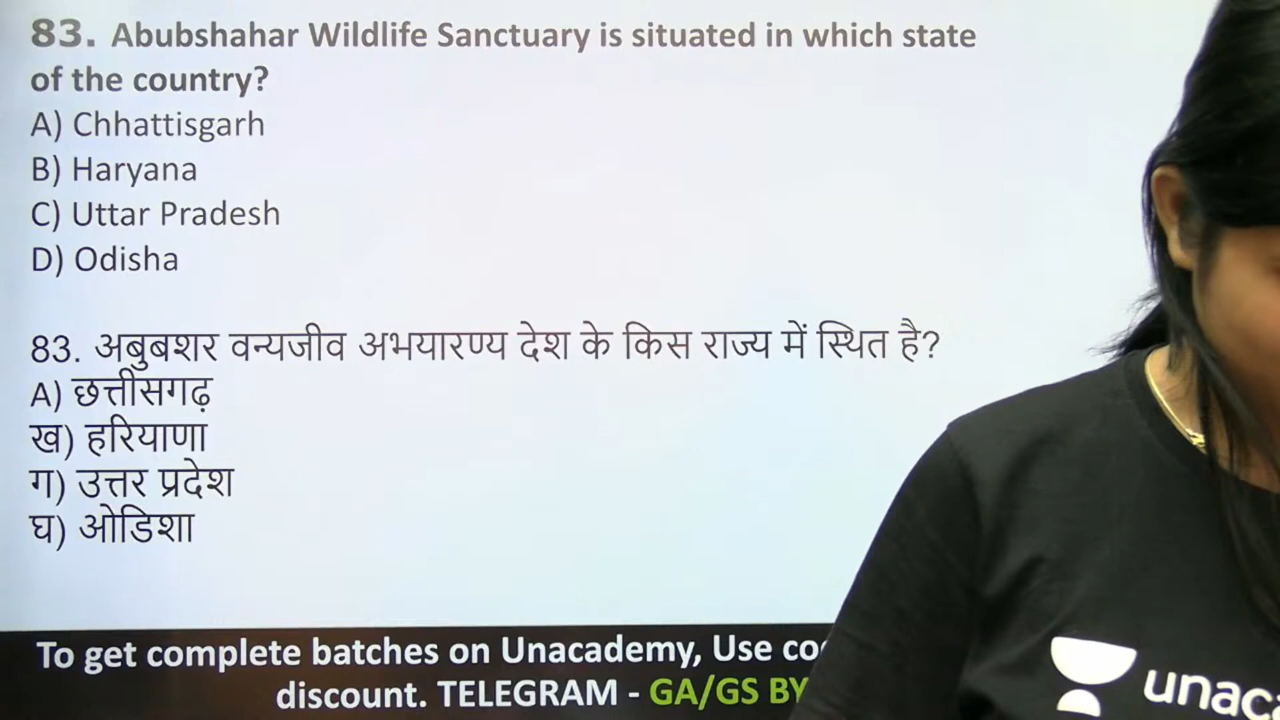 83. Abubshahar Wildlife Sanctuary is situated in which state
of the country?
A) Chhattisgarh
B) Haryana
C) Uttar Pradesh
D) Odisha
83. अबुबशर वन्यजीव अभयारण्य देश के किस राज्य में स्थित है?
A) छत्तीसगढ़
ख) हरियाणा
ग) उत्तर प्रदेश
घ) ओडिशा
To get complete batches on Unacademy, Use
discount. TELEGRAM - GA/GS BY